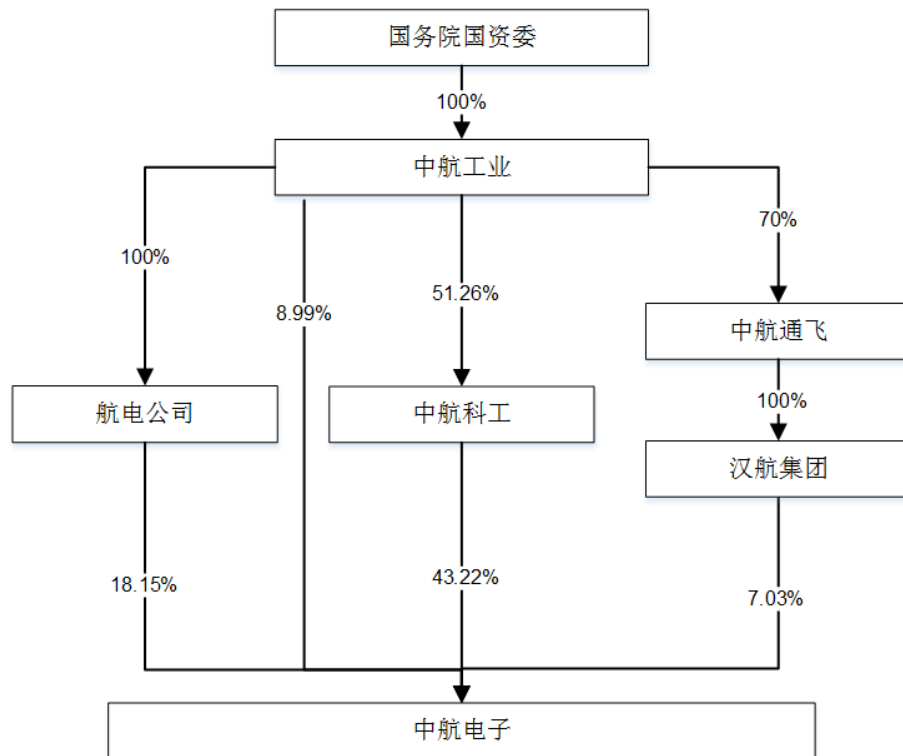 国务院国资委
100%
中航工业
70%
100%
51.26%
8.99%
中航通飞
100%
航电公司
中航科工
汉航集团
18.15%
43.22%
7.03%
中航电子